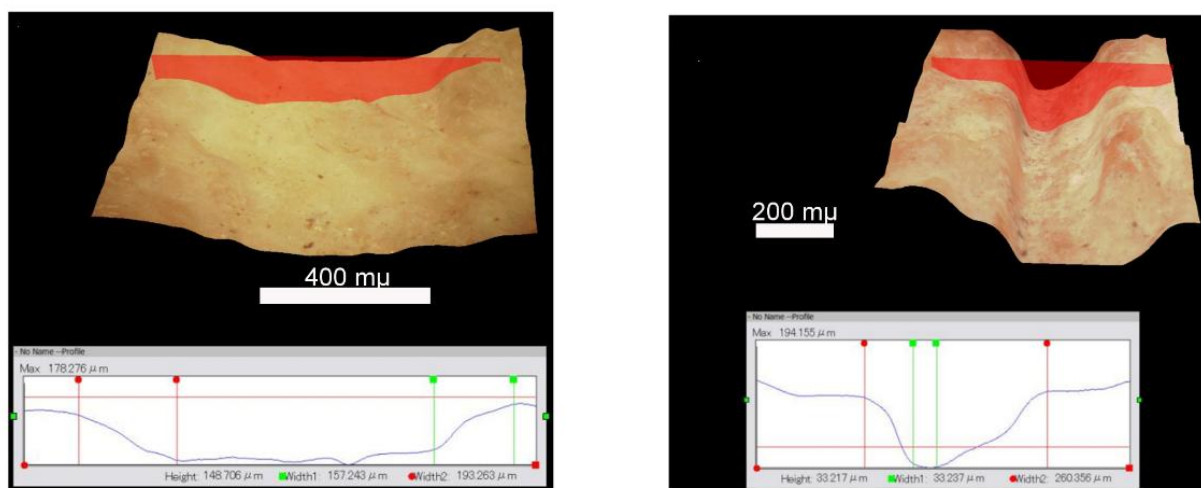 400 mµ
- No Name --Profile
Max 178.276 µm
Height: 148.706 µm Width1: 157.243 µm Width2: 193.263 µm
200 mµ
- No Name --Profile
Max 194.155 µm
Height: 33.217 µm Width1: 33.237 µm Width2: 260.356 µm